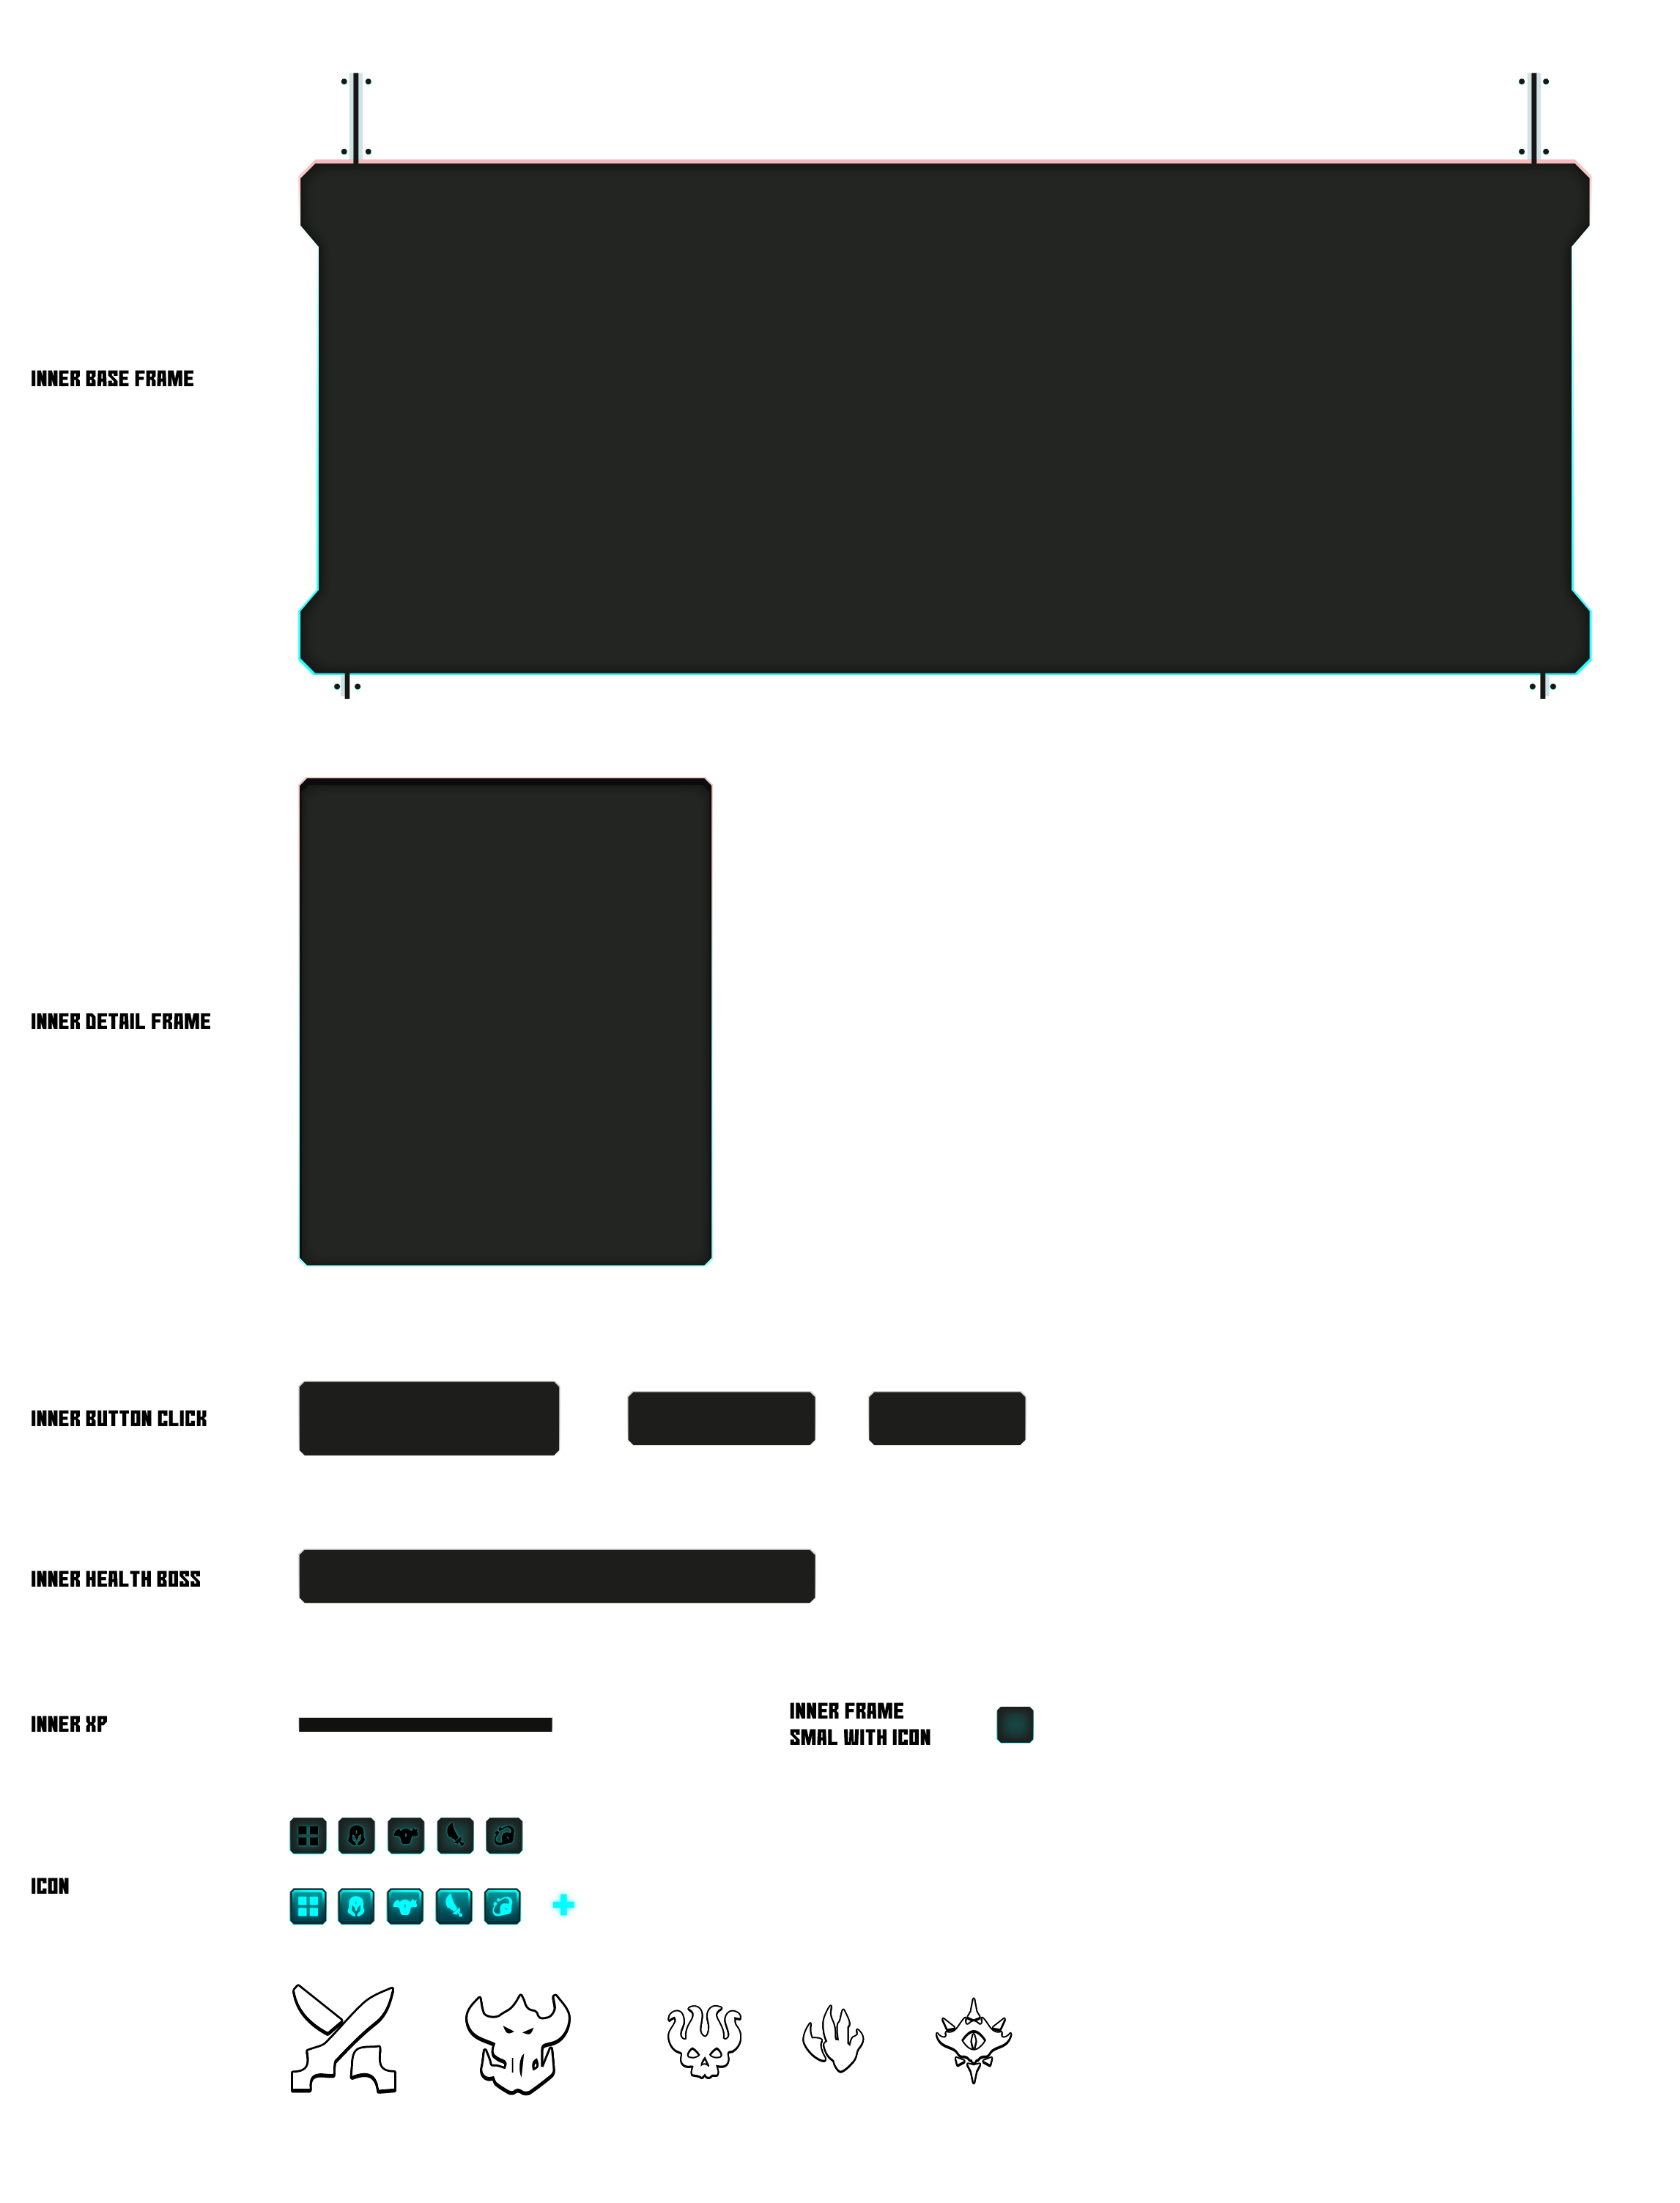 INNER BASE FRAME
INNER DETAIL FRAME
INNER BUTTON CLICK
INNER HEALTH BOSS
INNER XP
INNER FRAME
SMAL WITH ICON
ICON